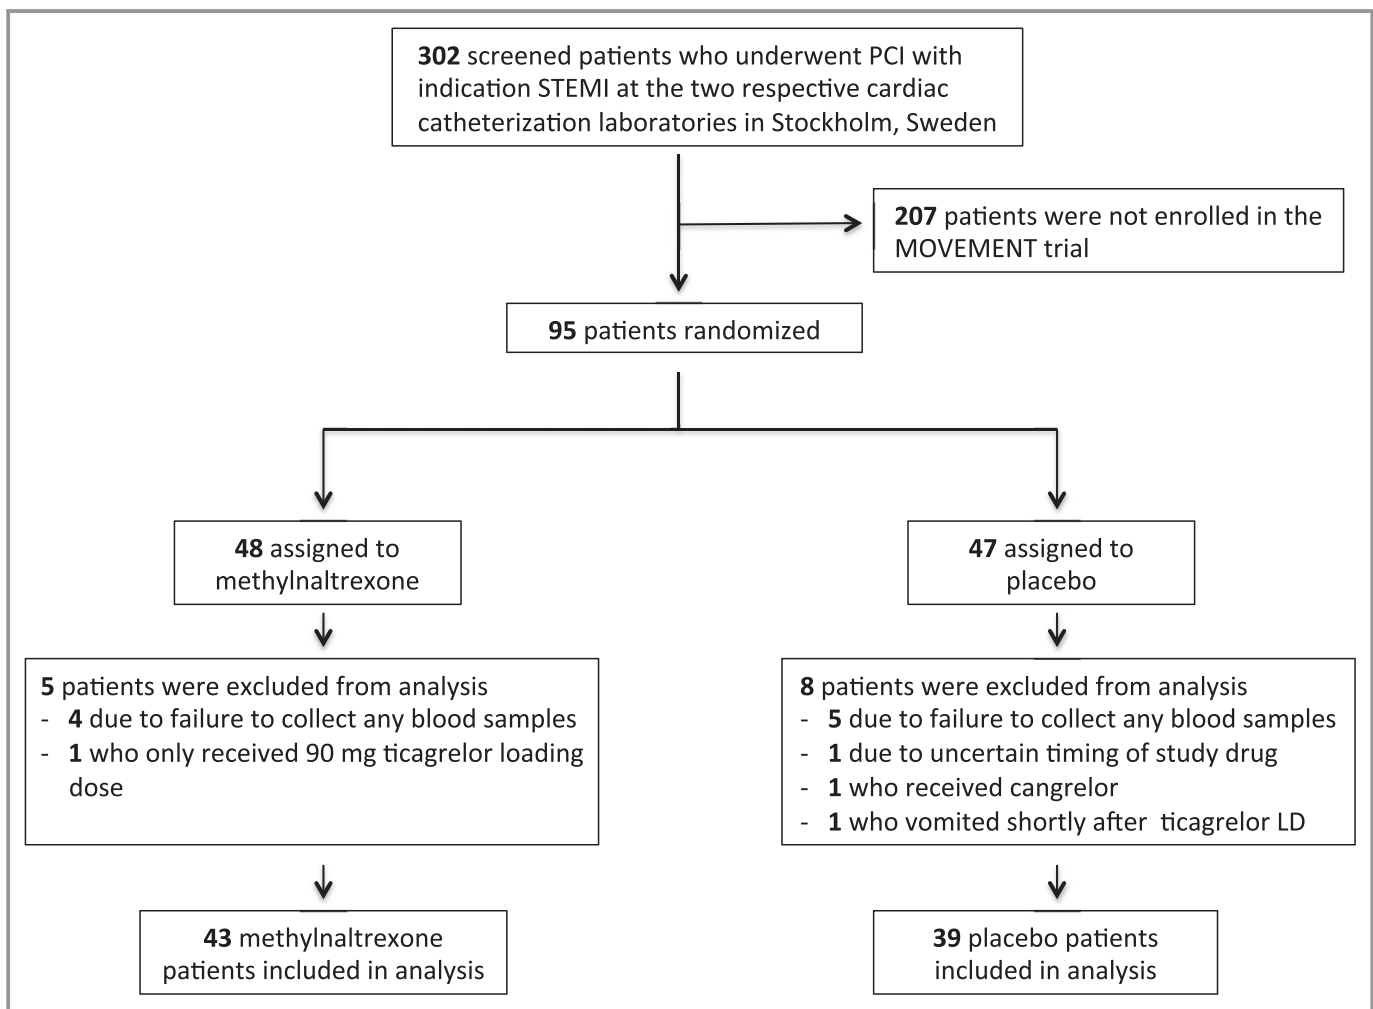 302 screened patients who underwent PCI with
indication STEMI at the two respective cardiac
catheterization laboratories in Stockholm, Sweden
207 patients were not enrolled in the
MOVEMENT trial
95 patients randomized
48 assigned to
methylnaltrexone
47 assigned to
placebo
5 patients were excluded from analysis
- 4 due to failure to collect any blood samples
- 1 who only received 90 mg ticagrelor loading
dose
8 patients were excluded from analysis
- 5 due to failure to collect any blood samples
- 1 due to uncertain timing of study drug
- 1 who received cangrelor
- 1 who vomited shortly after ticagrelor LD
43 methylnaltrexone
patients included in analysis
39 placebo patients
included in analysis